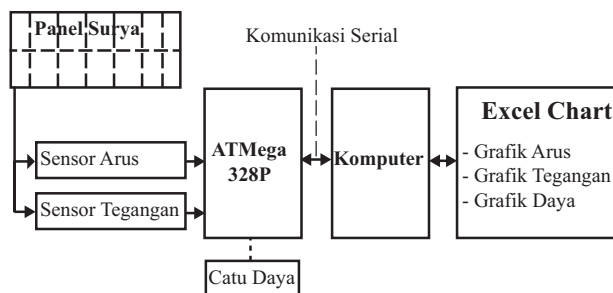 Panel Surya
Komunikasi Serial
Sensor Arus
Sensor Tegangan
ATMega
328P
Catu Daya
Komputer
Excel Chart
- Grafik Arus
- Grafik Tegangan
- Grafik Daya